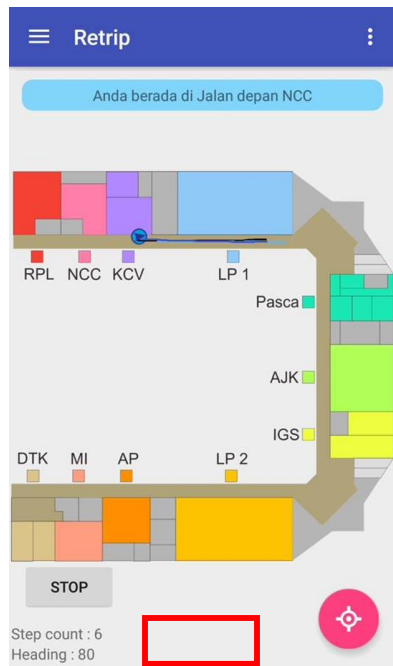 Retrip
Anda berada di Jalan depan NCC
RPL NCC KCV LP 1
Pasca
AJK
IGS
DTK MI AP LP 2
STOP
Step count : 6
Heading : 80